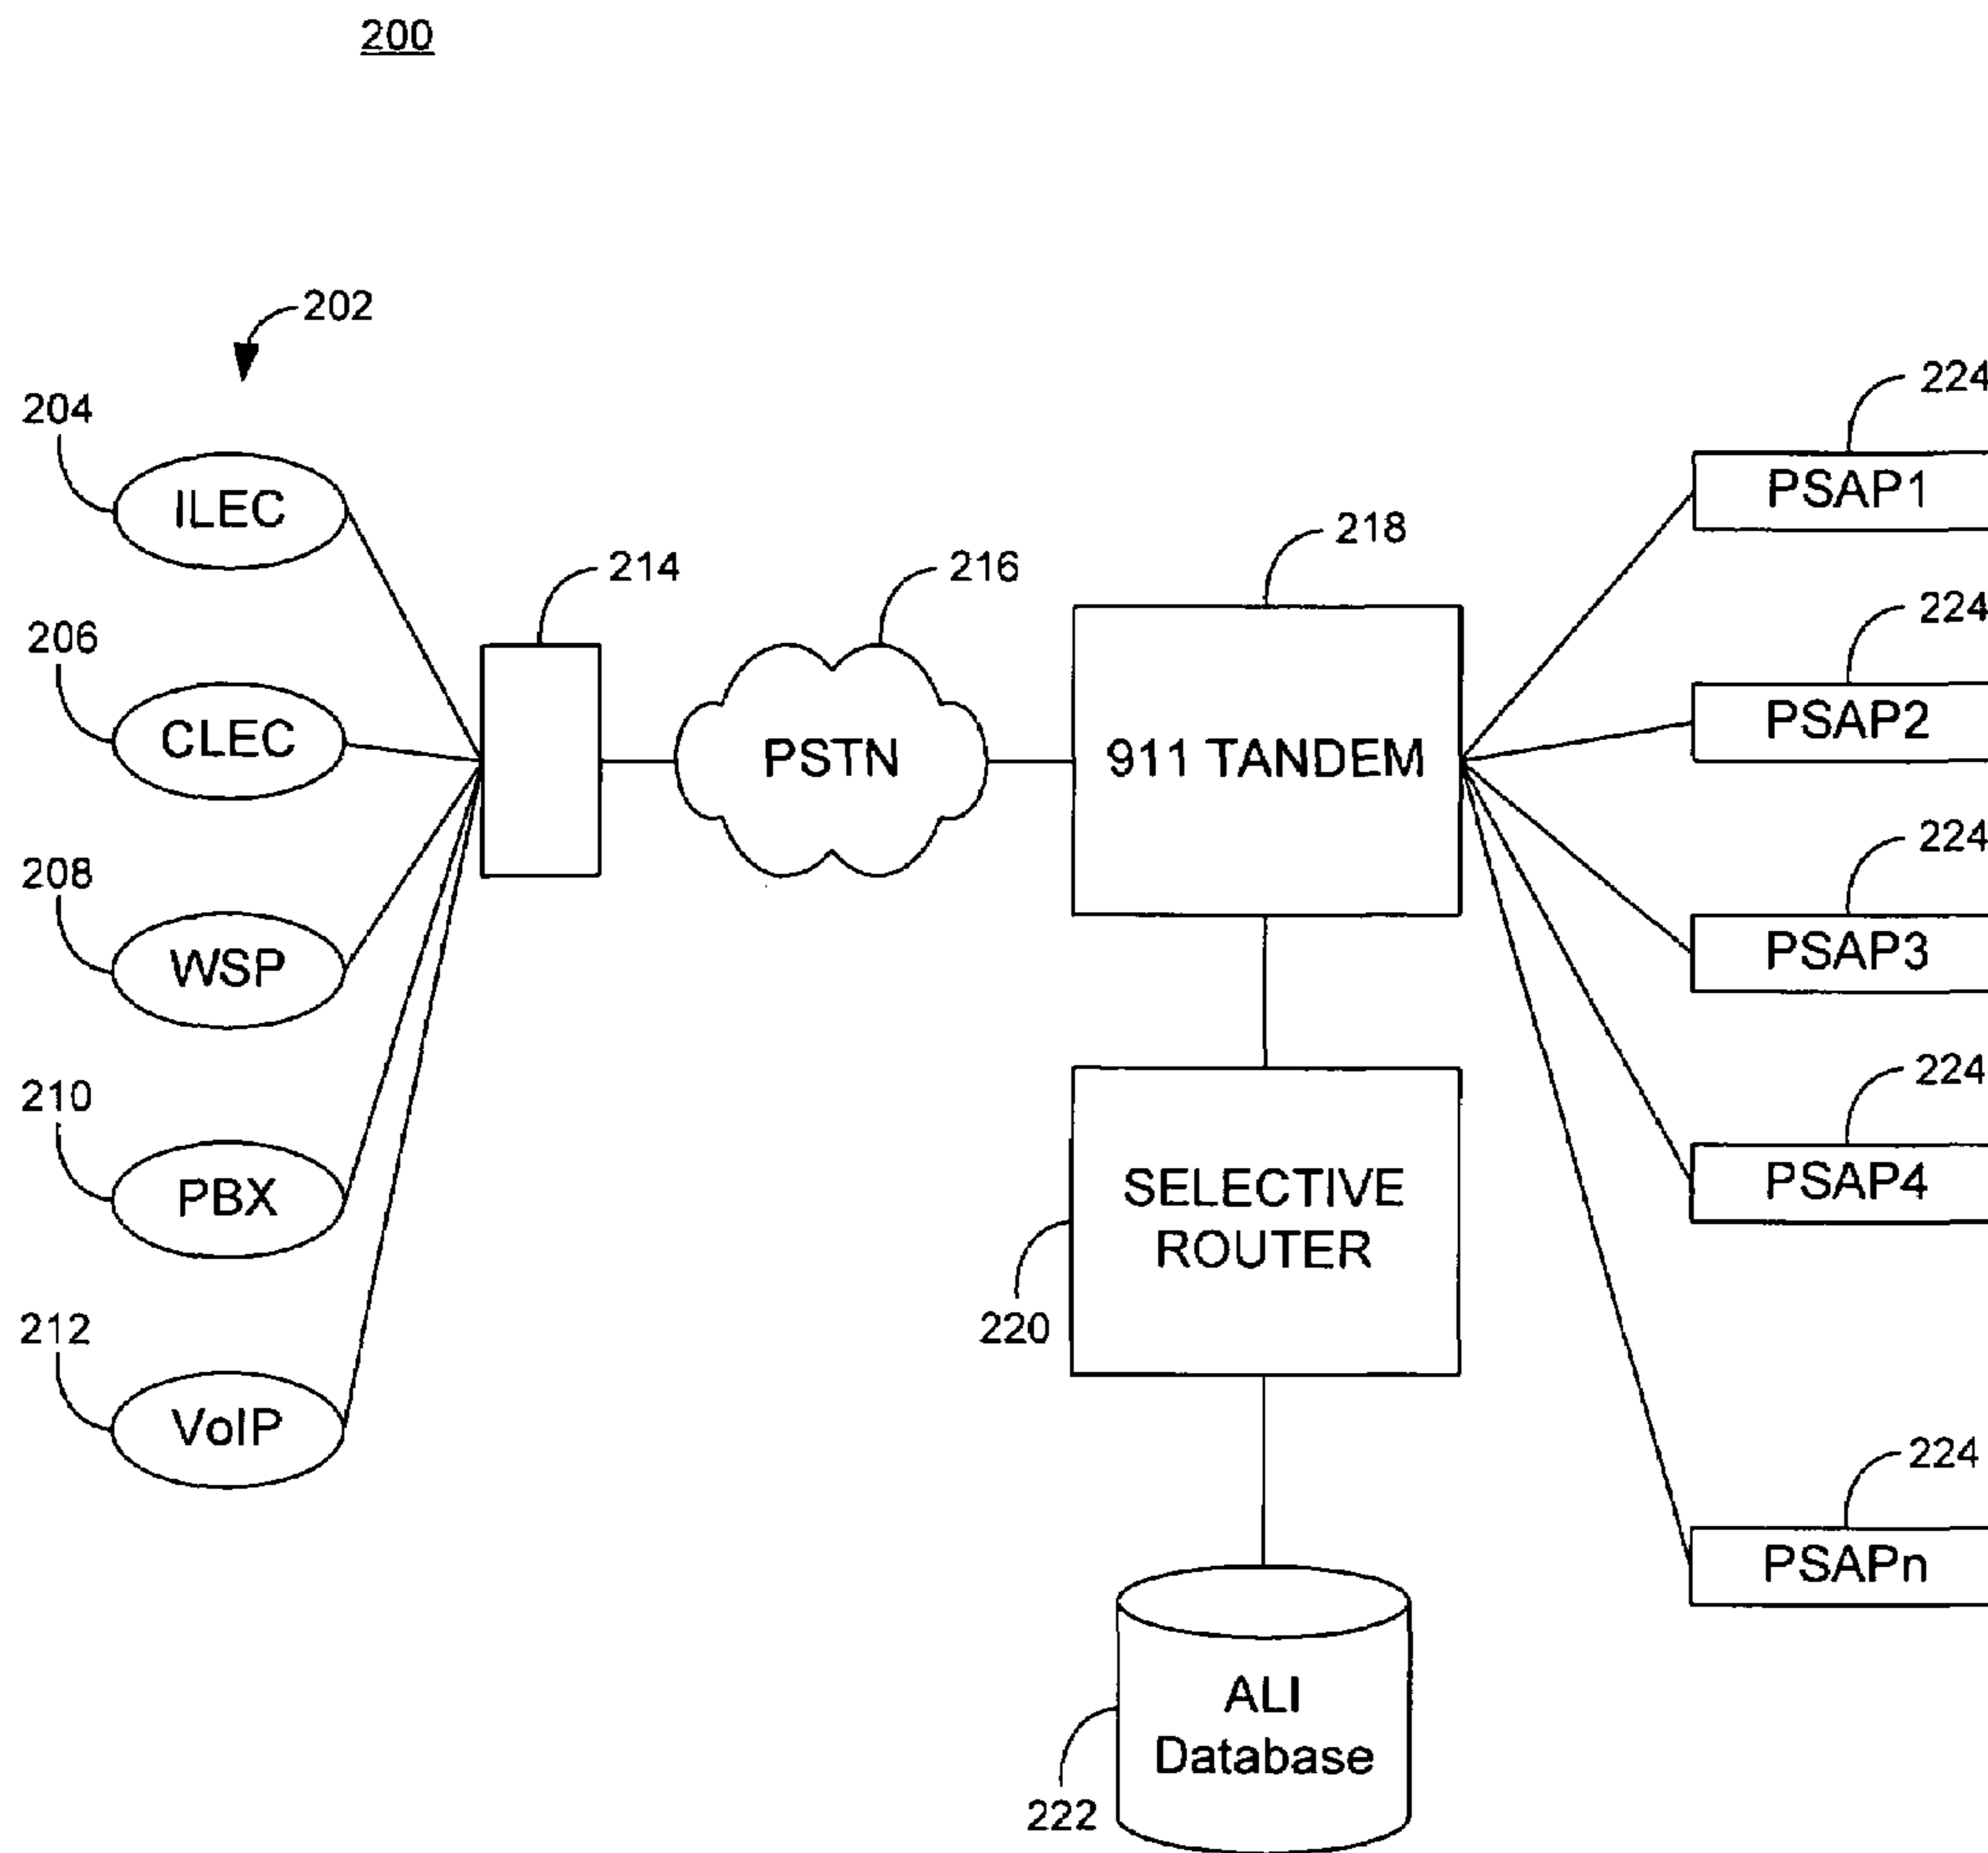 200
202
204
ILEC
206
CLEC
208
WSP
210
PBX
212
VoIP
214
216
PSTN
218
911 TANDEM
SELECTIVE
ROUTER
220
ALI
Database
222
224
PSAP1
224
PSAP2
224
PSAP3
224
PSAP4
224
PSAPn